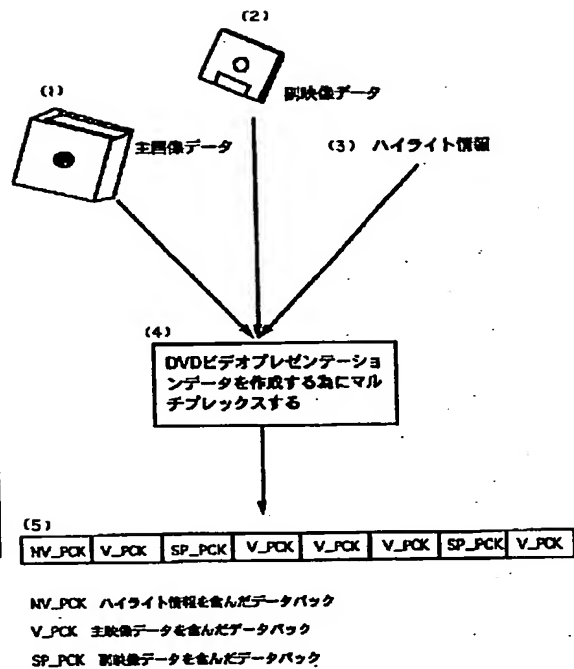 (2)
副映像データ
(1)
主画像データ
(3) ハイライト情報
(4)
DVDビデオプレゼンテーショ
ンデータを作成する為にマル
チプレックスする
(5)
NV_PCK V_PCK SP_PCK V_PCK V_PCK V_PCK SP_PCK V_PCK
NV_PCK ハイライト情報を含んだデータパック
V_PCK 主映像データを含んだデータパック
SP_PCK 副映像データを含んだデータパック